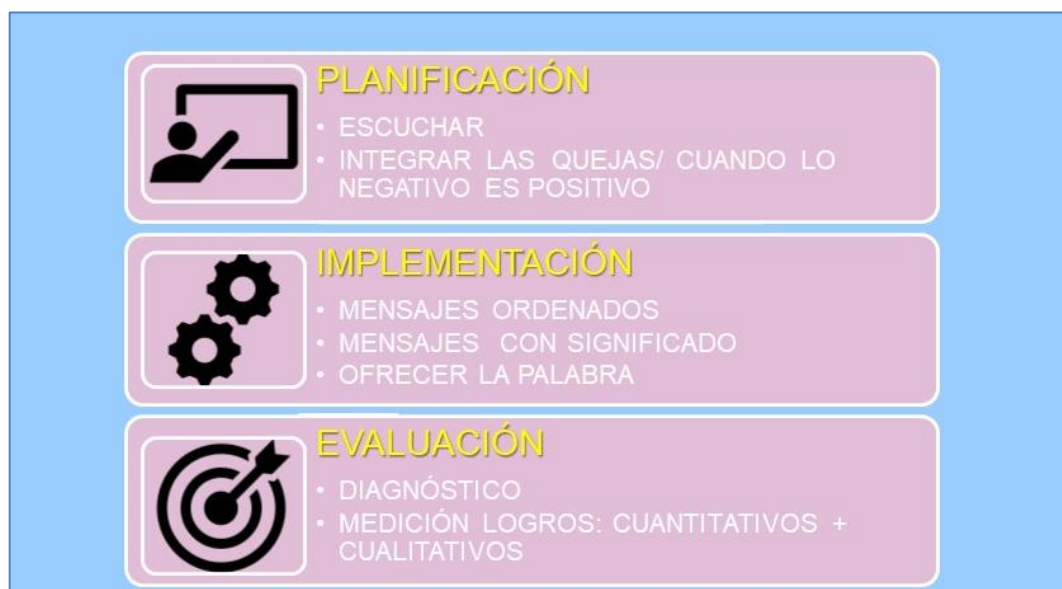 PLANIFICACIÓN
• ESCUCHAR
• INTEGRAR LAS QUEJAS/ CUANDO LO
NEGATIVO ES POSITIVO
IMPLEMENTACIÓN
• MENSAJES ORDENADOS
• MENSAJES CON SIGNIFICADO
• OFRECER LA PALABRA
EVALUACIÓN
• DIAGNÓSTICO
• MEDICIÓN LOGROS: CUANTITATIVOS +
CUALITATIVOS